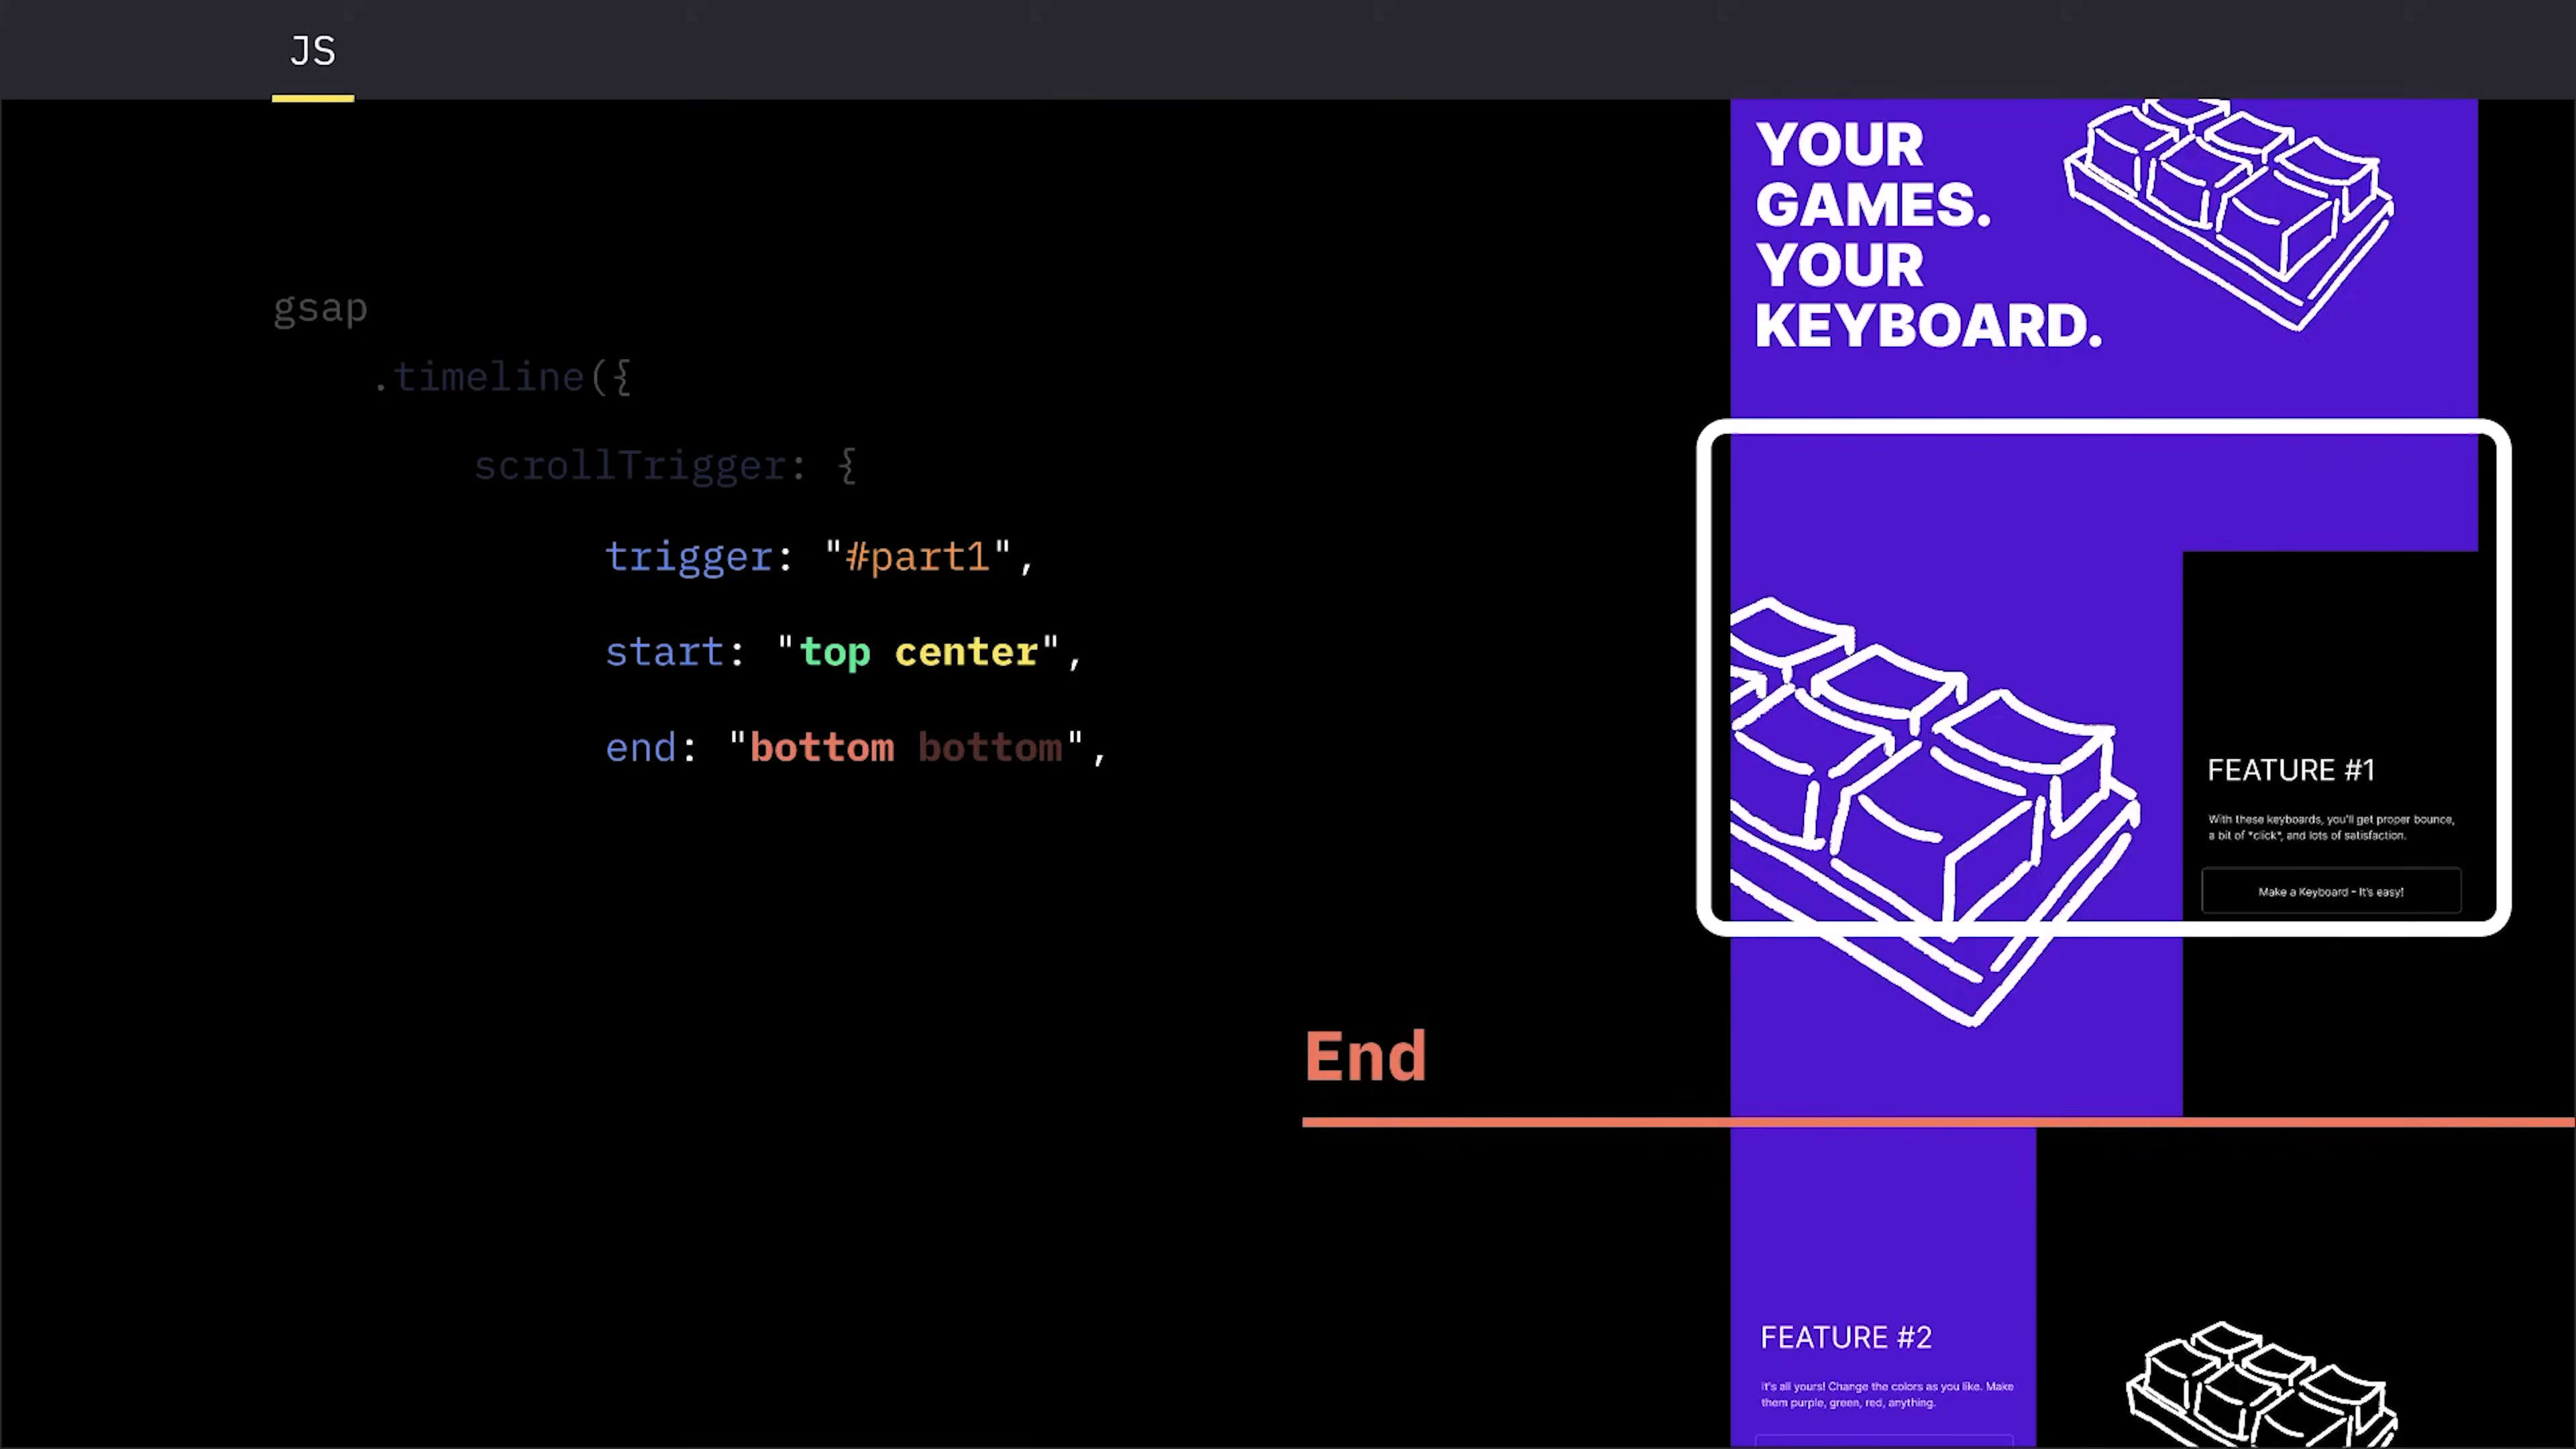 JS
gsap
.timeline({
scrollTrigger: {
trigger: "#part1",
start: "top center",
end: "bottom bottom",
YOUR
GAMES.
YOUR
KEYBOARD.
FEATURE #1
With these keyboards, you'll get proper bounce,
a bit of *click*, and lots of satisfaction.
Make a Keyboard - It's easy!
End
FEATURE #2
It's all yours! Change the colors as you like. Make
them purple, green, red, anything.